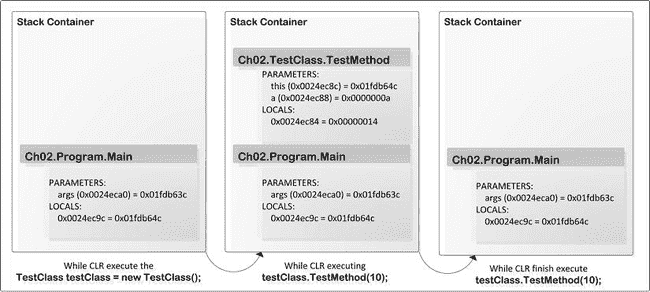 Stack Container
Ch02.Program.Main
PARAMETERS:
args (0x0024eca0) = 0x01fdb63c
LOCALS:
0x0024ec9c = 0x01fdb64c
While CLR execute the
TestClass testClass = new TestClass();
Stack Container
Ch02.TestClass.TestMethod
PARAMETERS:
this (0x0024ec8c) = 0x01fdb64c
a (0x0024ec88) = 0x0000000a
LOCALS:
0x0024ec84 = 0x00000014
Ch02.Program.Main
PARAMETERS:
args (0x0024eca0) = 0x01fdb63c
LOCALS:
0x0024ec9c = 0x01fdb64c
While CLR executing
testClass.TestMethod(10);
Stack Container
Ch02.Program.Main
PARAMETERS:
args (0x0024eca0) = 0x01fdb63c
LOCALS:
0x0024ec9c = 0x01fdb64c
While CLR finish execute
testClass.TestMethod(10);